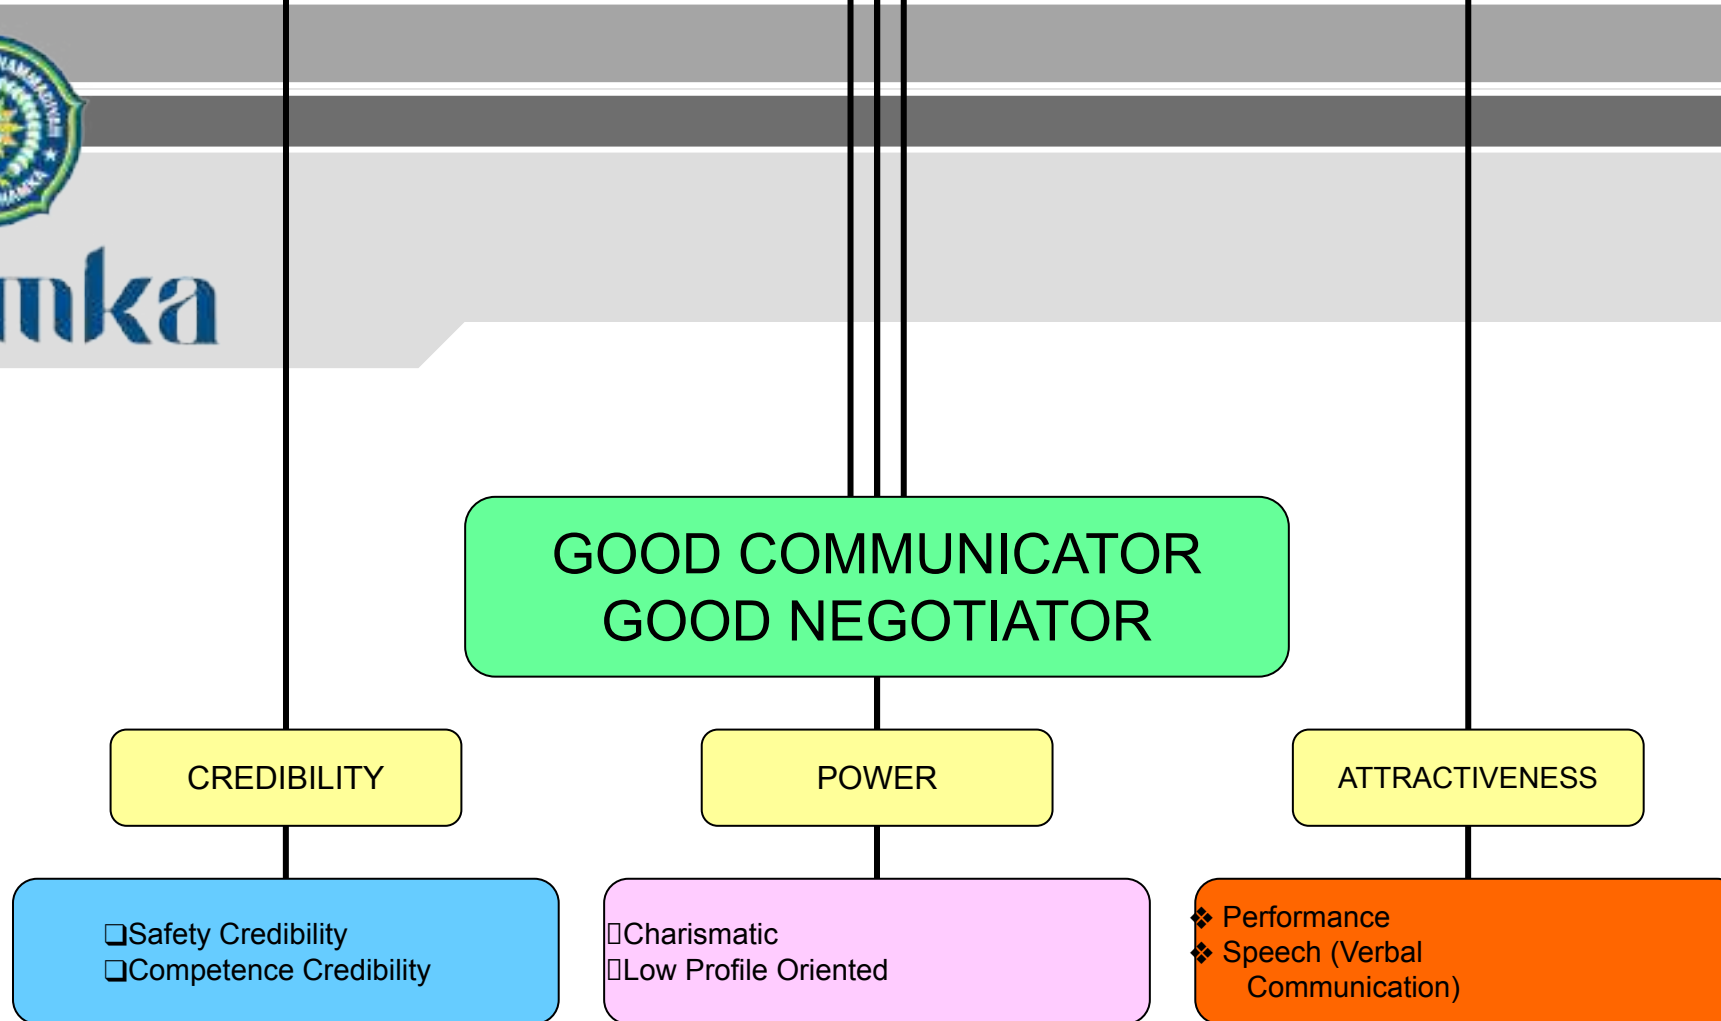 GOOD COMMUNICATOR
GOOD NEGOTIATOR
CREDIBILITY
POWER
ATTRACTIVENESS
❑Safety Credibility
❑Competence Credibility
Charismatic
Low Profile Oriented
❖ Performance
❖ Speech (Verbal
Communication)